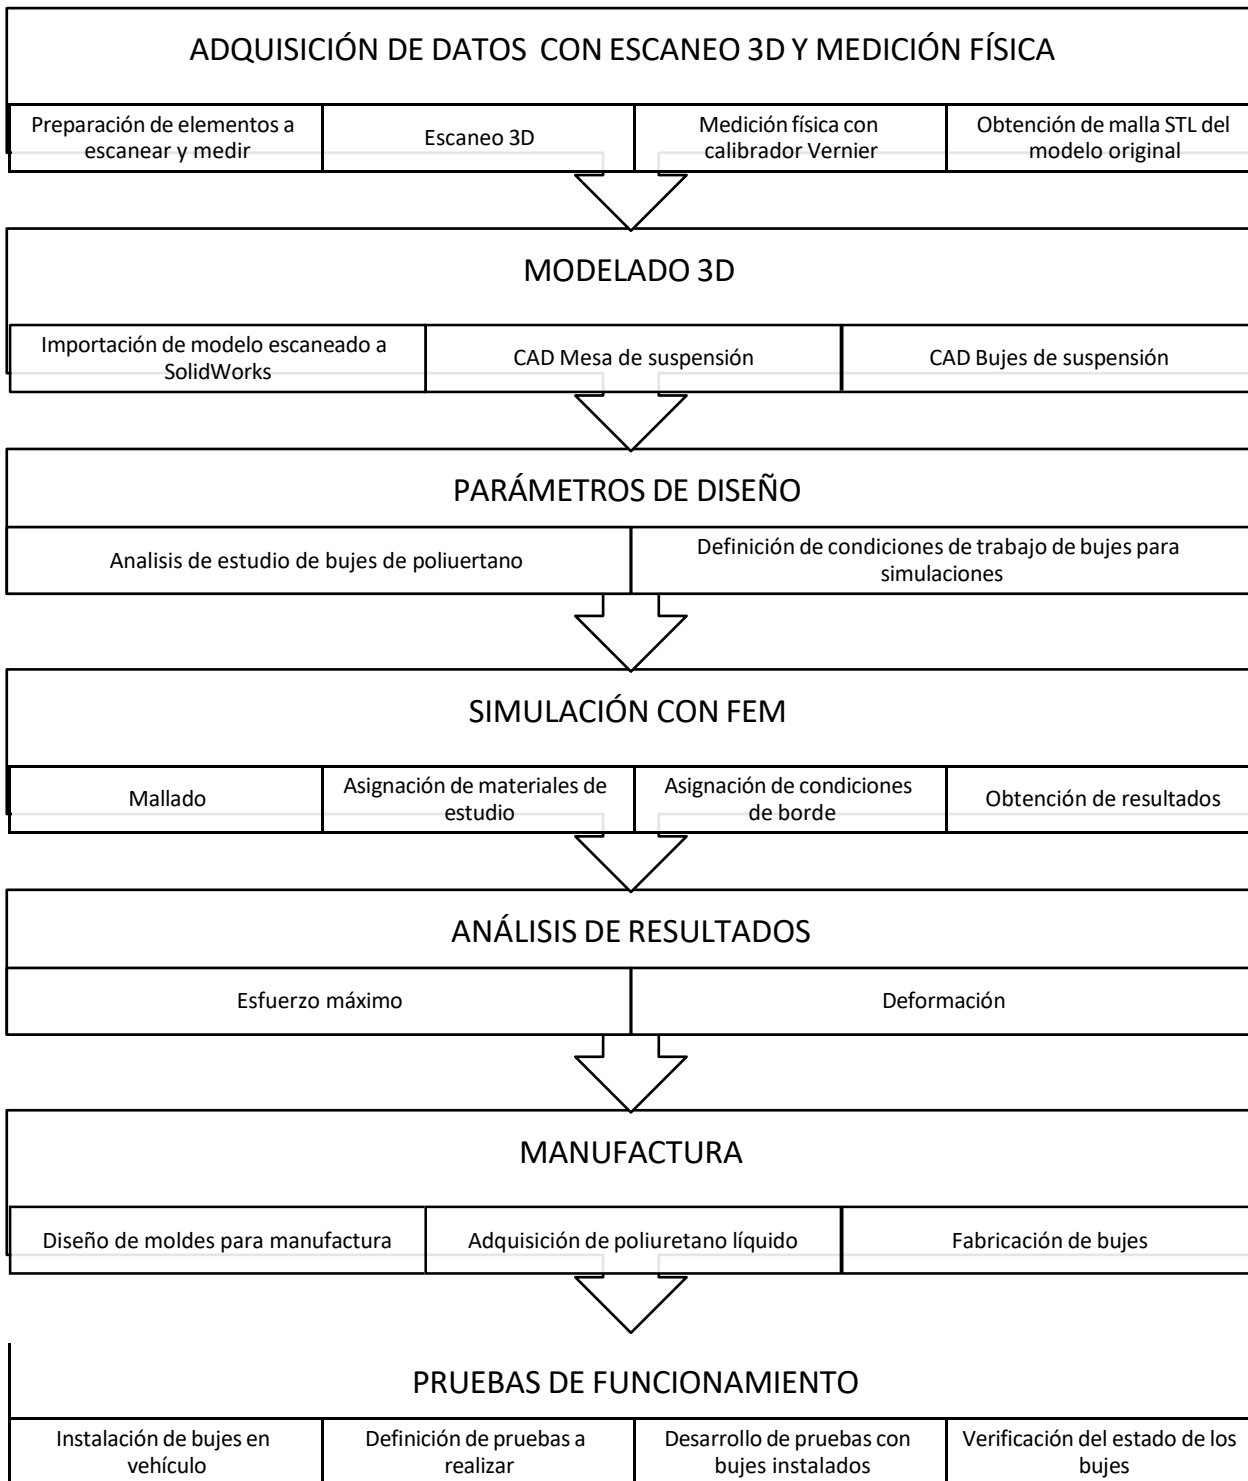 ADQUISICIÓN DE DATOS CON ESCANEO 3D Y MEDICIÓN FÍSICA
Preparación de elementos a
escanear y medir
Escaneo 3D
Medición física con
calibrador Vernier
Obtención de malla STL del
modelo original
MODELADO 3D
Importación de modelo escaneado a
SolidWorks
CAD Mesa de suspensión
CAD Bujes de suspensión
PARÁMETROS DE DISEÑO
Analisis de estudio de bujes de poliuertano
Definición de condiciones de trabajo de bujes para
simulaciones
SIMULACIÓN CON FEM
Mallado
Asignación de materiales de
estudio
Asignación de condiciones
de borde
Obtención de resultados
ANÁLISIS DE RESULTADOS
Esfuerzo máximo
Deformación
MANUFACTURA
Diseño de moldes para manufactura
Adquisición de poliuretano líquido
Fabricación de bujes
PRUEBAS DE FUNCIONAMIENTO
Instalación de bujes en
vehículo
Definición de pruebas a
realizar
Desarrollo de pruebas con
bujes instalados
Verificación del estado de los
bujes